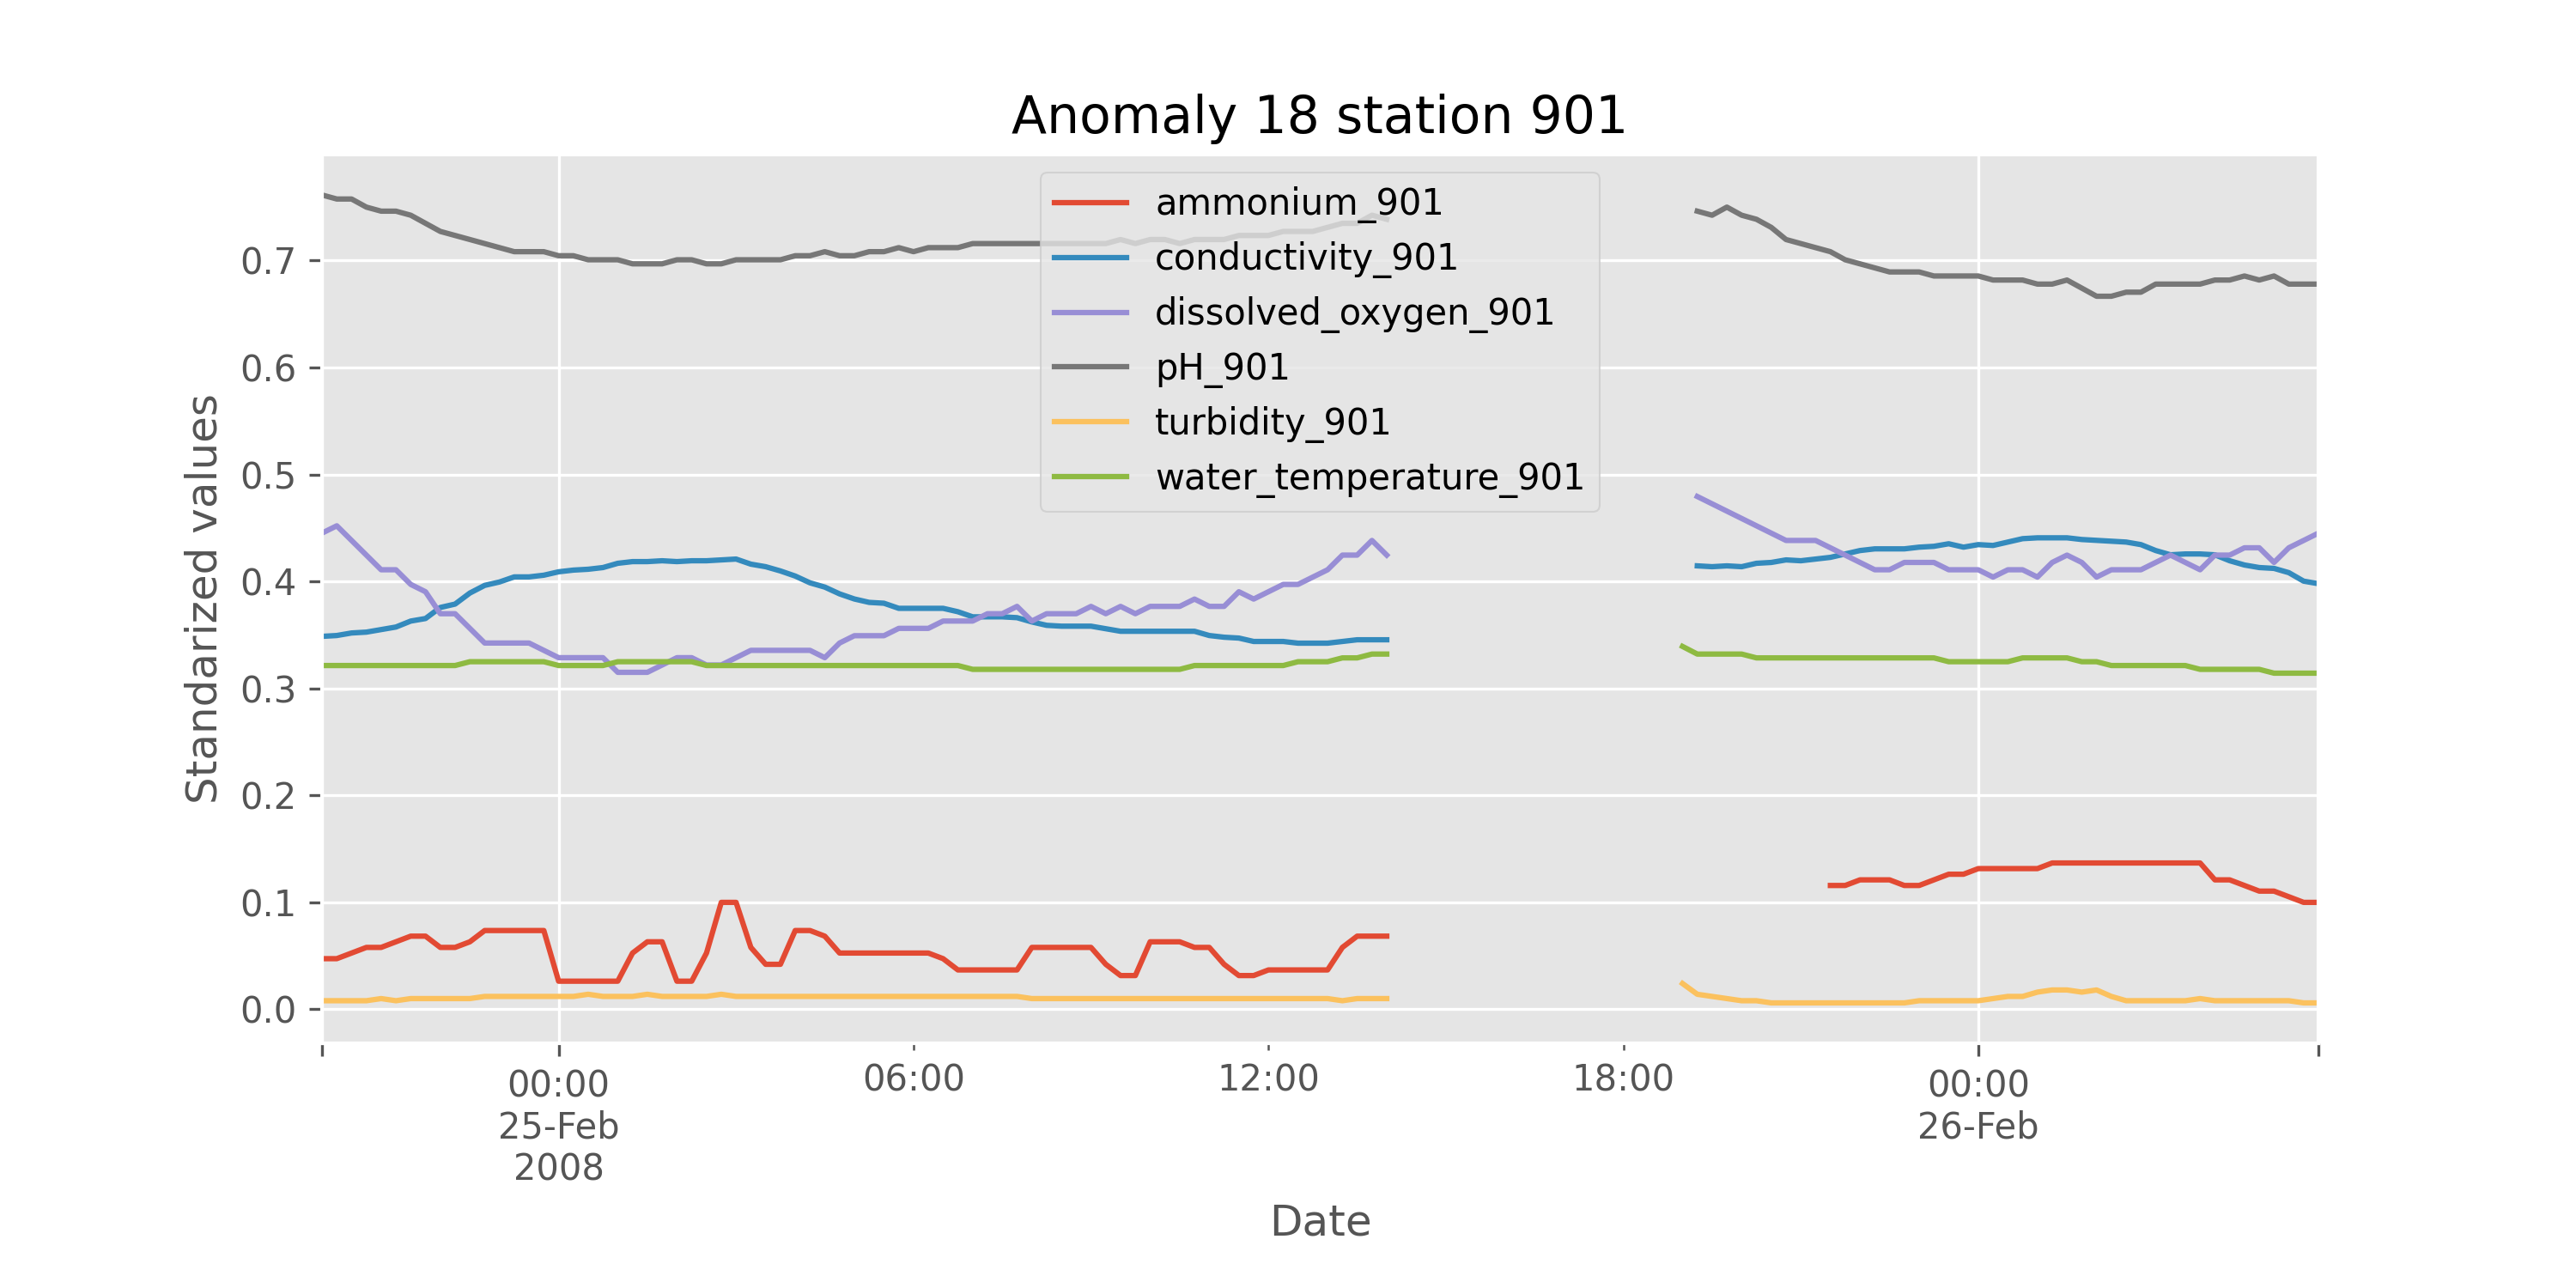 Anomaly 18 station 901
ammonium_901
conductivity_901
dissolved_oxygen_901
pH_901
turbidity_901
water_temperature_901
Standarized values
0.7
0.6
0.5
0.4
0.3
0.2
0.1
0.0
00:00
25-Feb
2008
06:00
12:00
18:00
00:00
26-Feb
Date